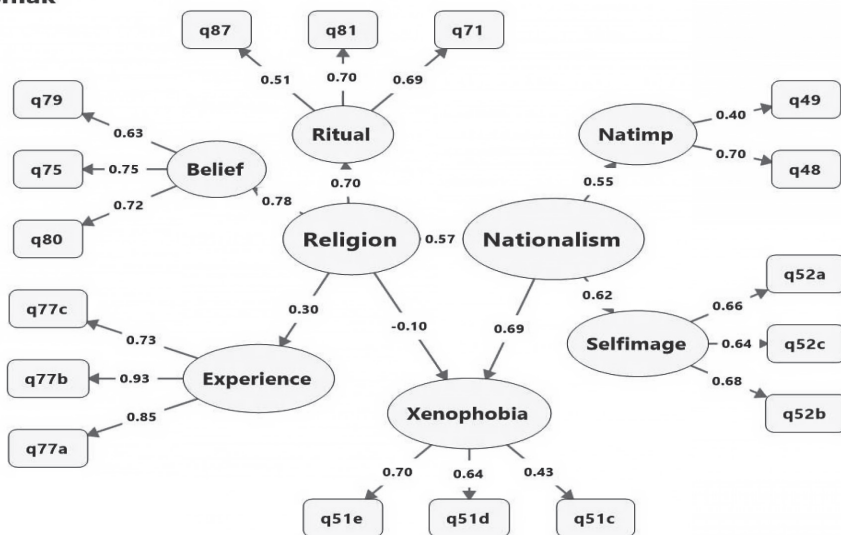 q87
q81
q71
0.51
0.70
0.69
q79
q49
0.63
Ritual
Natimp
0.40
q75
0.75
Belief
0.70
q48
0.72
0.78
0.70
0.55
q80
Religion
0.57
Nationalism
q52a
0.62
0.66
q77c
0.30
0.73
-0.10
0.69
Selfimage
0.64
q52c
q77b
0.93
Experience
0.68
0.85
Xenophobia
q52b
q77a
0.70
0.64
0.43
q51e
q51d
q51c